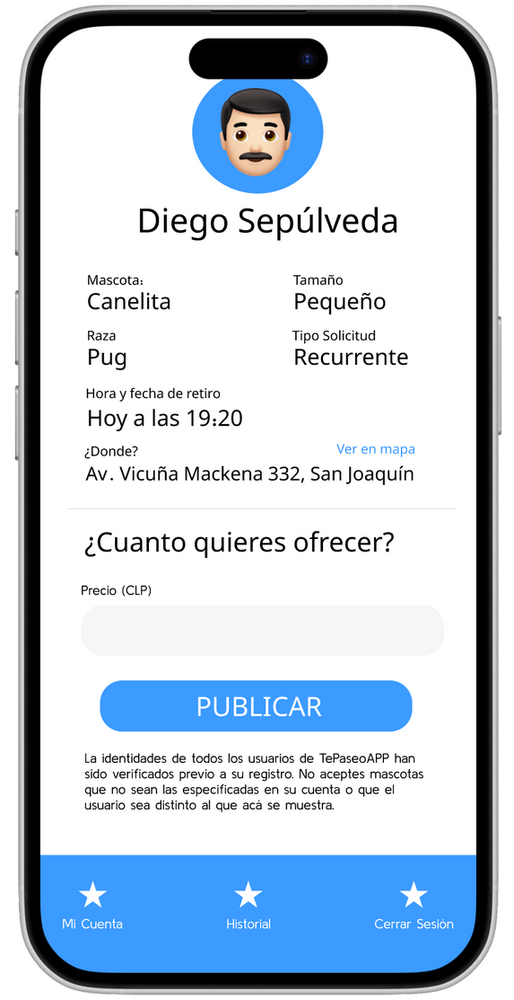 Diego Sepúlveda
Mascota:
Tamaño
Canelita
Pequeño
Raza
Tipo Solicitud
Pug
Recurrente
Hora y fecha de retiro
Hoy a las 19:20
¿Donde?
Ver en mapa
Av. Vicuña Mackena 332, San Joaquín
¿Cuanto quieres ofrecer?
Precio (CLP)
PUBLICAR
La identidades de todos los usuarios de TePaseoAPP han
sido verificados previo a su registro. No aceptes mascotas
que no sean las especificadas en su cuenta o que el
usuario sea distinto al que acá se muestra.
Mi Cuenta
Historial
Cerrar Sesión